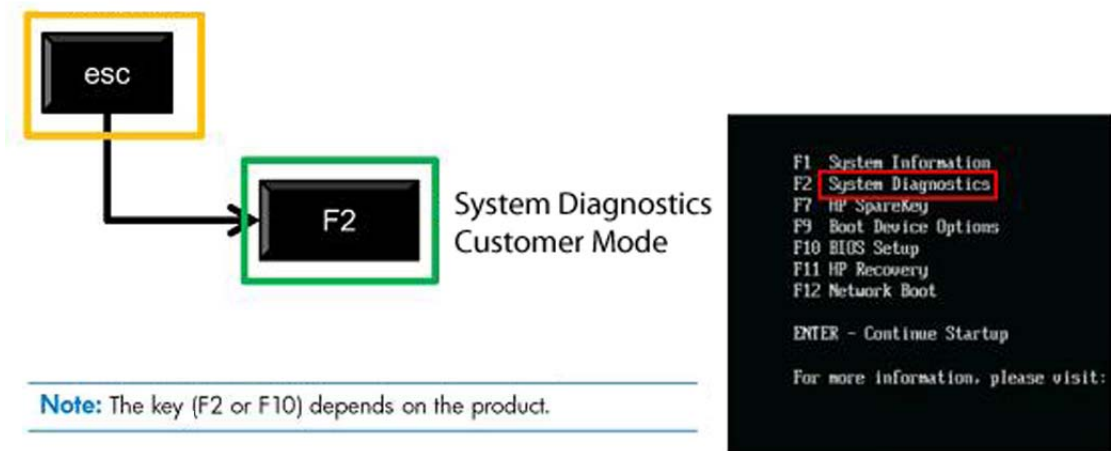 esc
F2
System Diagnostics
Customer Mode
Note: The key (F2 or F10) depends on the product.
F1 System Information
F2 System Diagnostics
F7 HP SpareKey
F9 Boot Device Options
F10 BIOS Setup
F11 HP Recovery
F12 Network Boot
ENTER - Continue Startup
For more information, please visit: